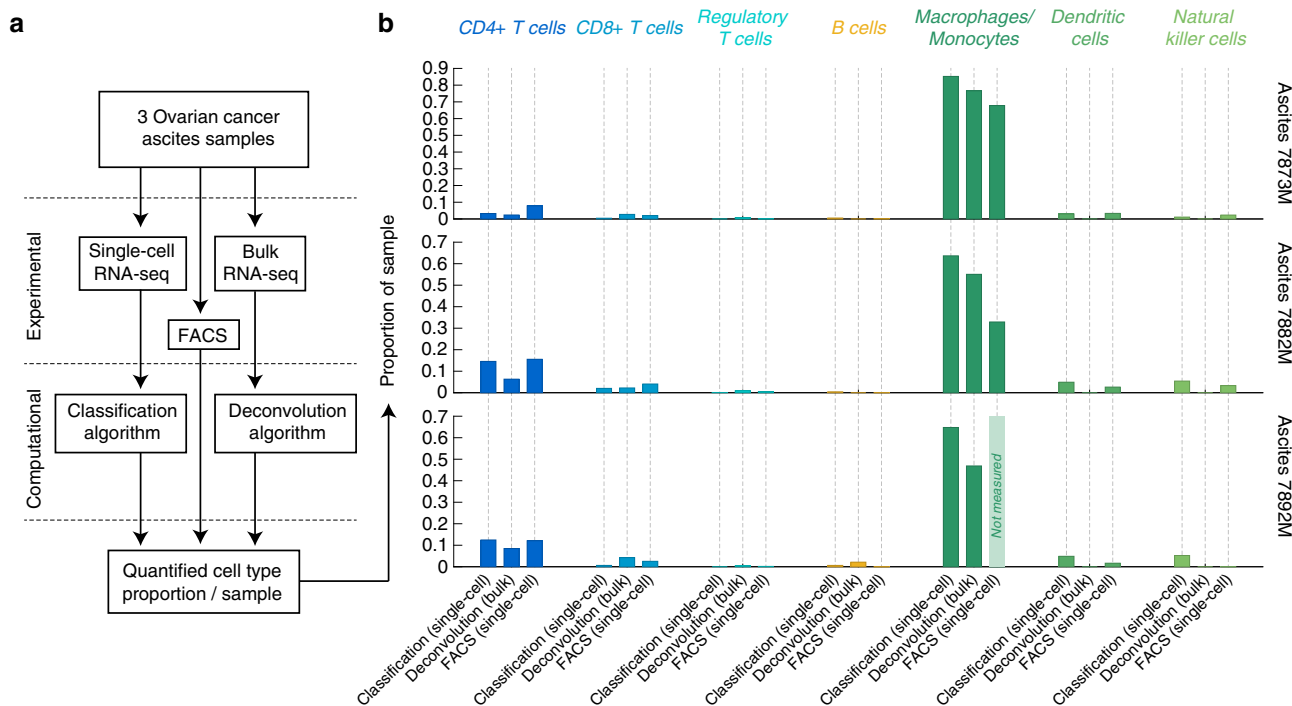 a
3 Ovarian cancer
ascites samples
Experimental
Single-cell
RNA-seq
Bulk
RNA-seq
FACS
Computational
Classification
algorithm
Deconvolution
algorithm
Quantified cell type
proportion / sample
b
CD4+ T cells
CD8+ T cells
Regulatory
T cells
B cells
Macrophages/
Monocytes
Dendritic
cells
Natural
killer cells
Proportion of sample
0.9
0.8
0.7
0.6
0.5
0.4
0.3
0.2
0.1
0
Ascites 7873M
0.7
0.6
0.5
0.4
0.3
0.2
0.1
0
Ascites 7882M
0.7
0.6
0.5
0.4
0.3
0.2
0.1
0
Not measured
Ascites 7892M
Classification (single-cell)
Deconvolution (bulk)
FACS (single-cell)
Classification (single-cell)
Deconvolution (bulk)
FACS (single-cell)
Classification (single-cell)
Deconvolution (bulk)
FACS (single-cell)
Classification (single-cell)
Deconvolution (bulk)
FACS (single-cell)
Classification (single-cell)
Deconvolution (bulk)
FACS (single-cell)
Classification (single-cell)
Deconvolution (bulk)
FACS (single-cell)
Classification (single-cell)
Deconvolution (bulk)
FACS (single-cell)